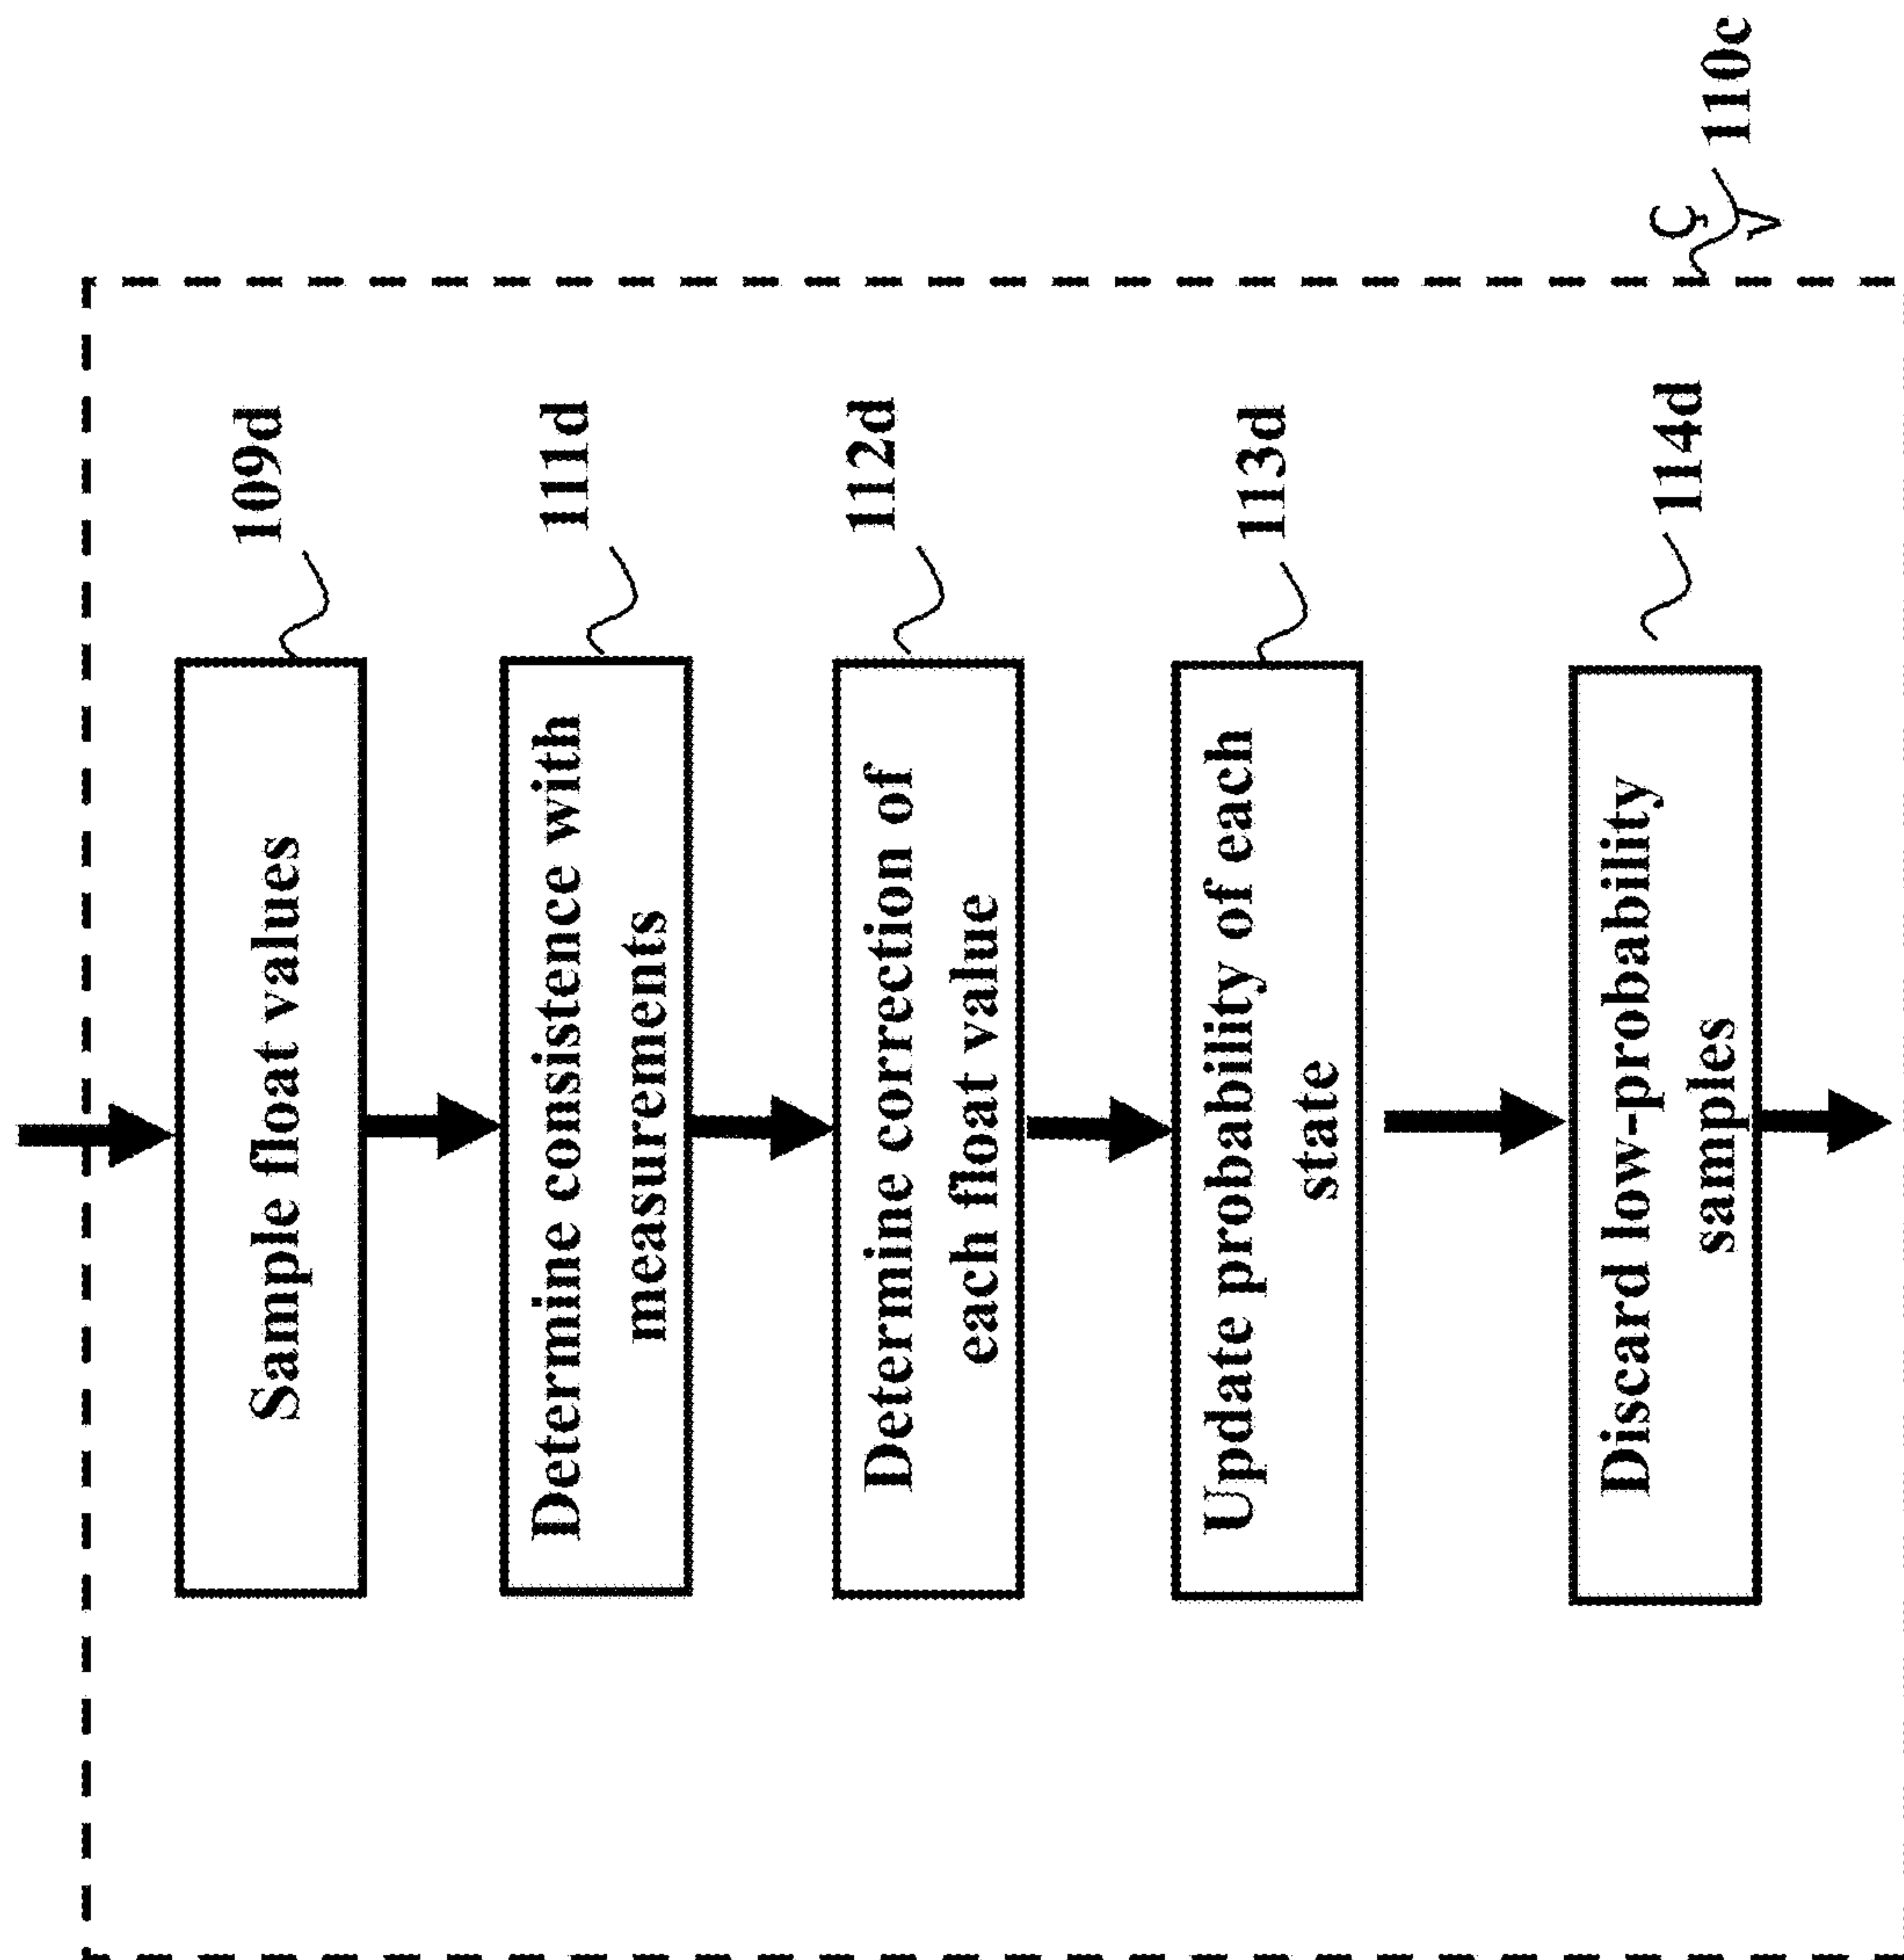 Sample float values
109d
Determine consistence with
measurements
111d
Determine correction of
each float value
112d
Update probability of each
state
113d
Discard low-probability
samples
114d
110c